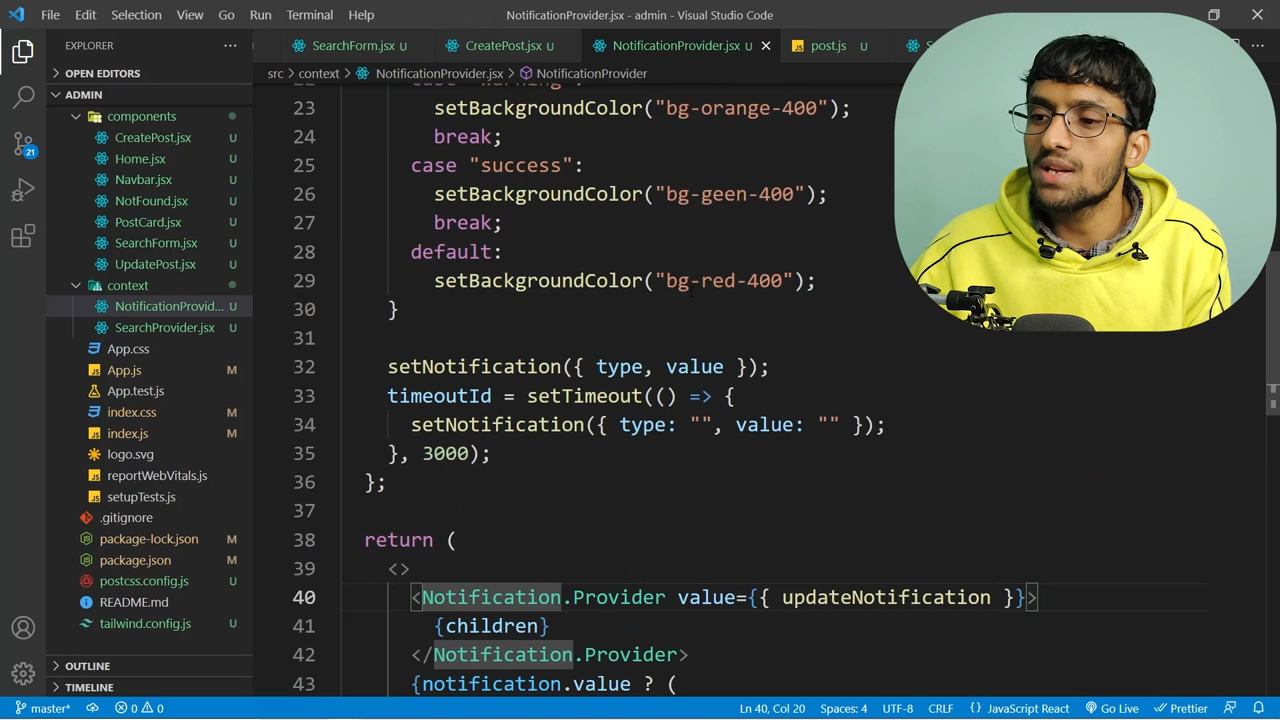 File Edit Selection View Go Run Terminal Help NotificationProvider.jsx - admin - Visual Studio Code
EXPLORER
OPEN EDITORS
ADMIN
components
CreatePost.jsx U
Home.jsx U
Navbar.jsx U
NotFound.jsx U
PostCard.jsx U
SearchForm.jsx U
UpdatePost.jsx U
context
NotificationProvid... U
SearchProvider.jsx U
App.css
App.js M
App.test.js
index.css M
index.js M
logo.svg
reportWebVitals.js
setupTests.js
.gitignore
package-lock.json M
package.json M
postcss.config.js U
README.md
tailwind.config.js U
OUTLINE
TIMELINE
21
SearchForm.jsx U CreatePost.jsx U NotificationProvider.jsx U post.js U
src > context > NotificationProvider.jsx > NotificationProvider
23 setBackgroundColor("bg-orange-400");
24 break;
25 case "success":
26 setBackgroundColor("bg-geen-400");
27 break;
28 default:
29 setBackgroundColor("bg-red-400");
30 }
31
32 setNotification({ type, value });
33 timeoutId = setTimeout(() => {
34 setNotification({ type: "", value: "" });
35 }, 3000);
36 };
37
38 return (
39 <>
40 <Notification.Provider value={{ updateNotification }}>
41 {children}
42 </Notification.Provider>
43 {notification.value ? (
master* 0 0 Ln 40, Col 20 Spaces: 4 UTF-8 CRLF JavaScript React Go Live Prettier